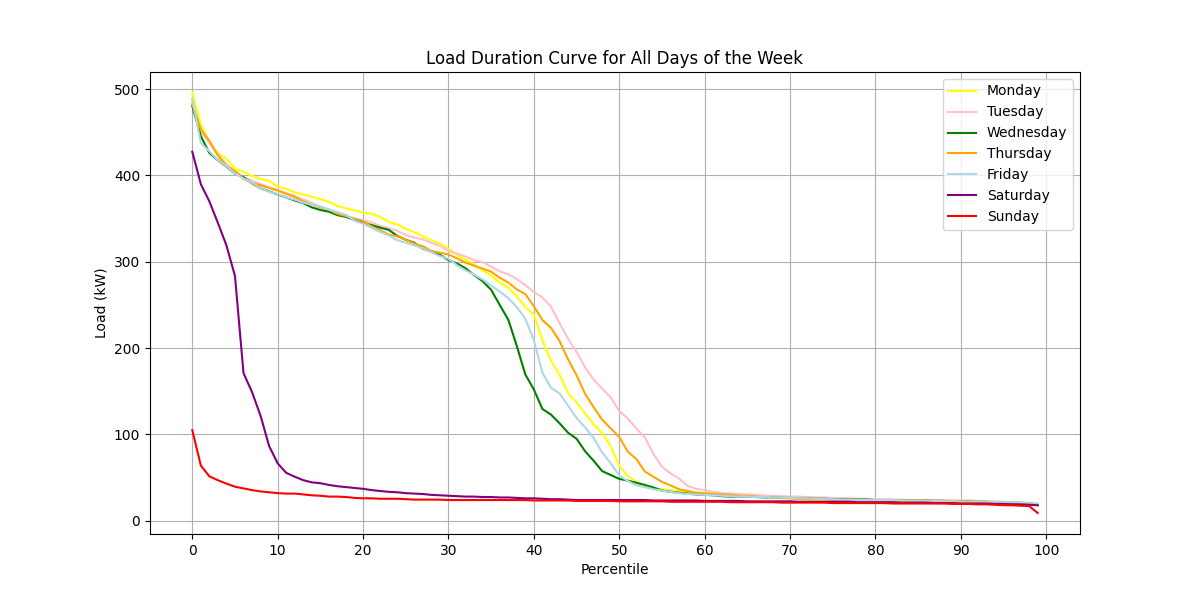 Load Duration Curve for All Days of the Week
500
400
300
200
100
0
Load (kW)
Monday
Tuesday
Wednesday
Thursday
Friday
Saturday
Sunday
0 10 20 30 40 50 60 70 80 90 100
Percentile